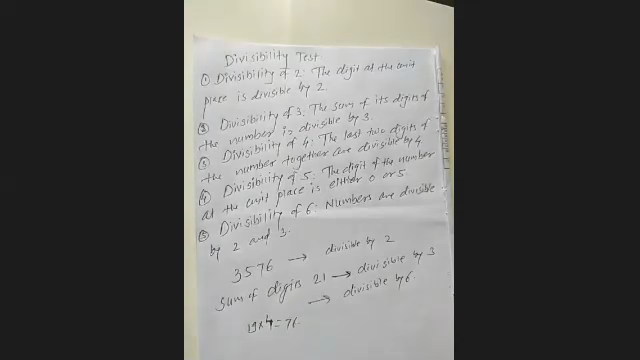 Divisibility Test
① Divisibility of 2: The digit at the unit
place is divisible by 2.
② Divisibility of 3: The sum of its digits of
the number is divisible by 3.
③ Divisibility of 4: The last two digits of
the number together are divisible by 4
④ Divisibility of 5: The digit of the number
at the unit place is either 0 or 5.
⑤ Divisibility of 6: Numbers are divisible
by 2 and 3.
3576 → divisible by 2
sum of digits 21 → divisible by 3
→ divisible by 6.
19×4=76.